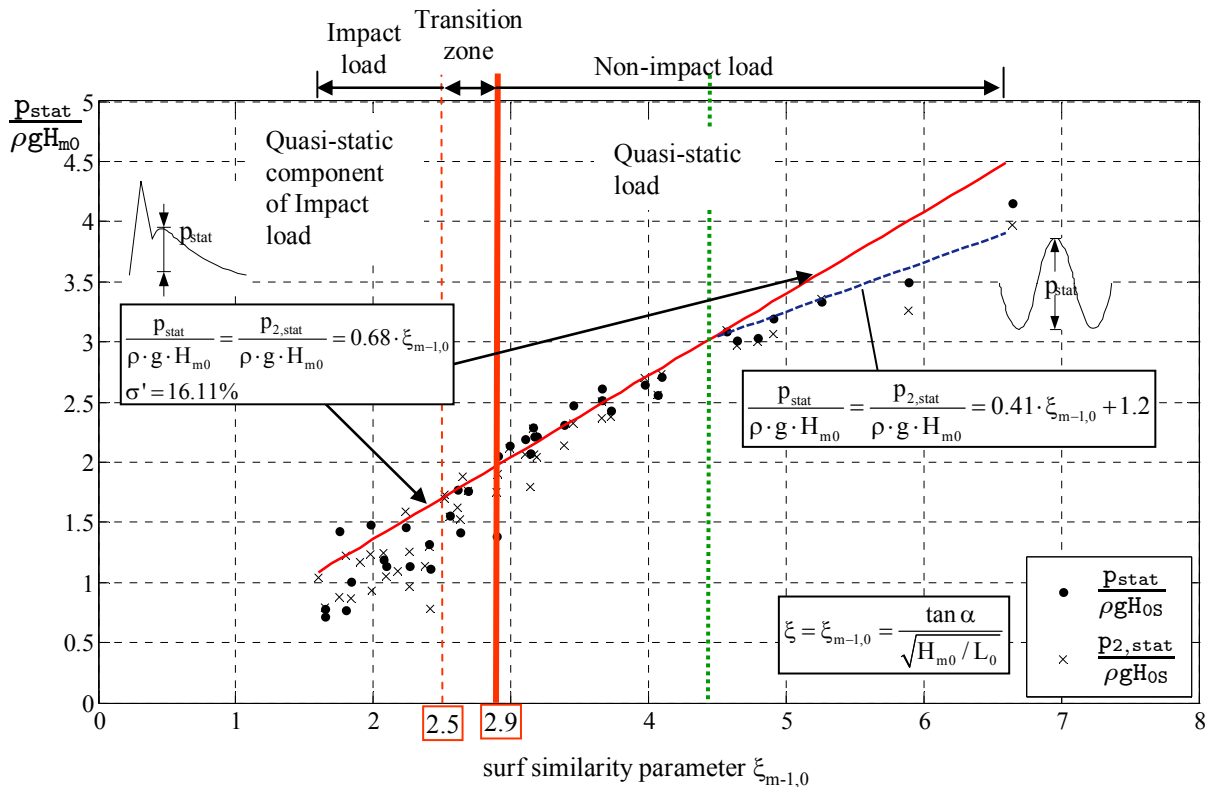 Impact load
Transition zone
Non-impact load
p_stat / ρgH_m0
5
4.5
4
3.5
3
2.5
2
1.5
1
0.5
0
Quasi-static
component
of Impact
load
Quasi-static
load
p_stat
p_stat
p_stat / ρ·g·H_m0 = p_2,stat / ρ·g·H_m0 = 0.68·ξ_m−1,0
σ' = 16.11%
p_stat / ρ·g·H_m0 = p_2,stat / ρ·g·H_m0 = 0.41·ξ_m−1,0 + 1.2
ξ = ξ_m−1,0 = tan α / √(H_m0 / L_0)
p_stat / ρgH_0S
p_2,stat / ρgH_0S
0 1 2 3 4 5 6 7 8
2.5 2.9
surf similarity parameter ξ_m-1,0